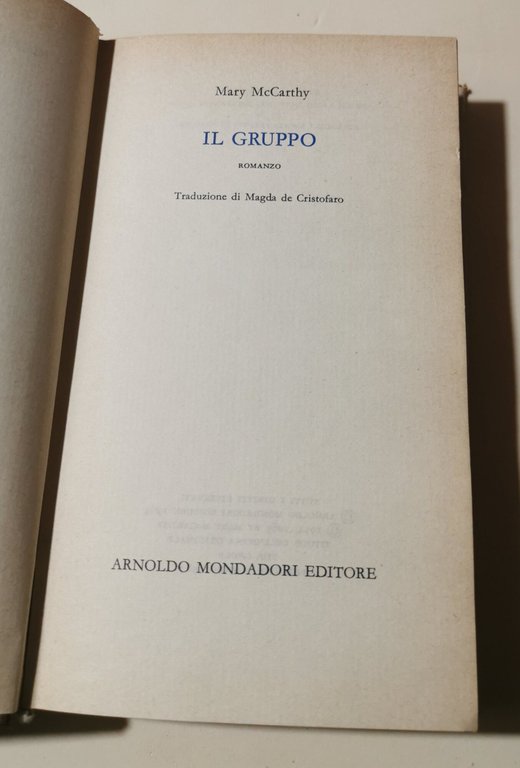 Mary McCarthy
IL GRUPPO
ROMANZO
Traduzione di Magda de Cristofaro
ARNOLDO MONDADORI EDITORE